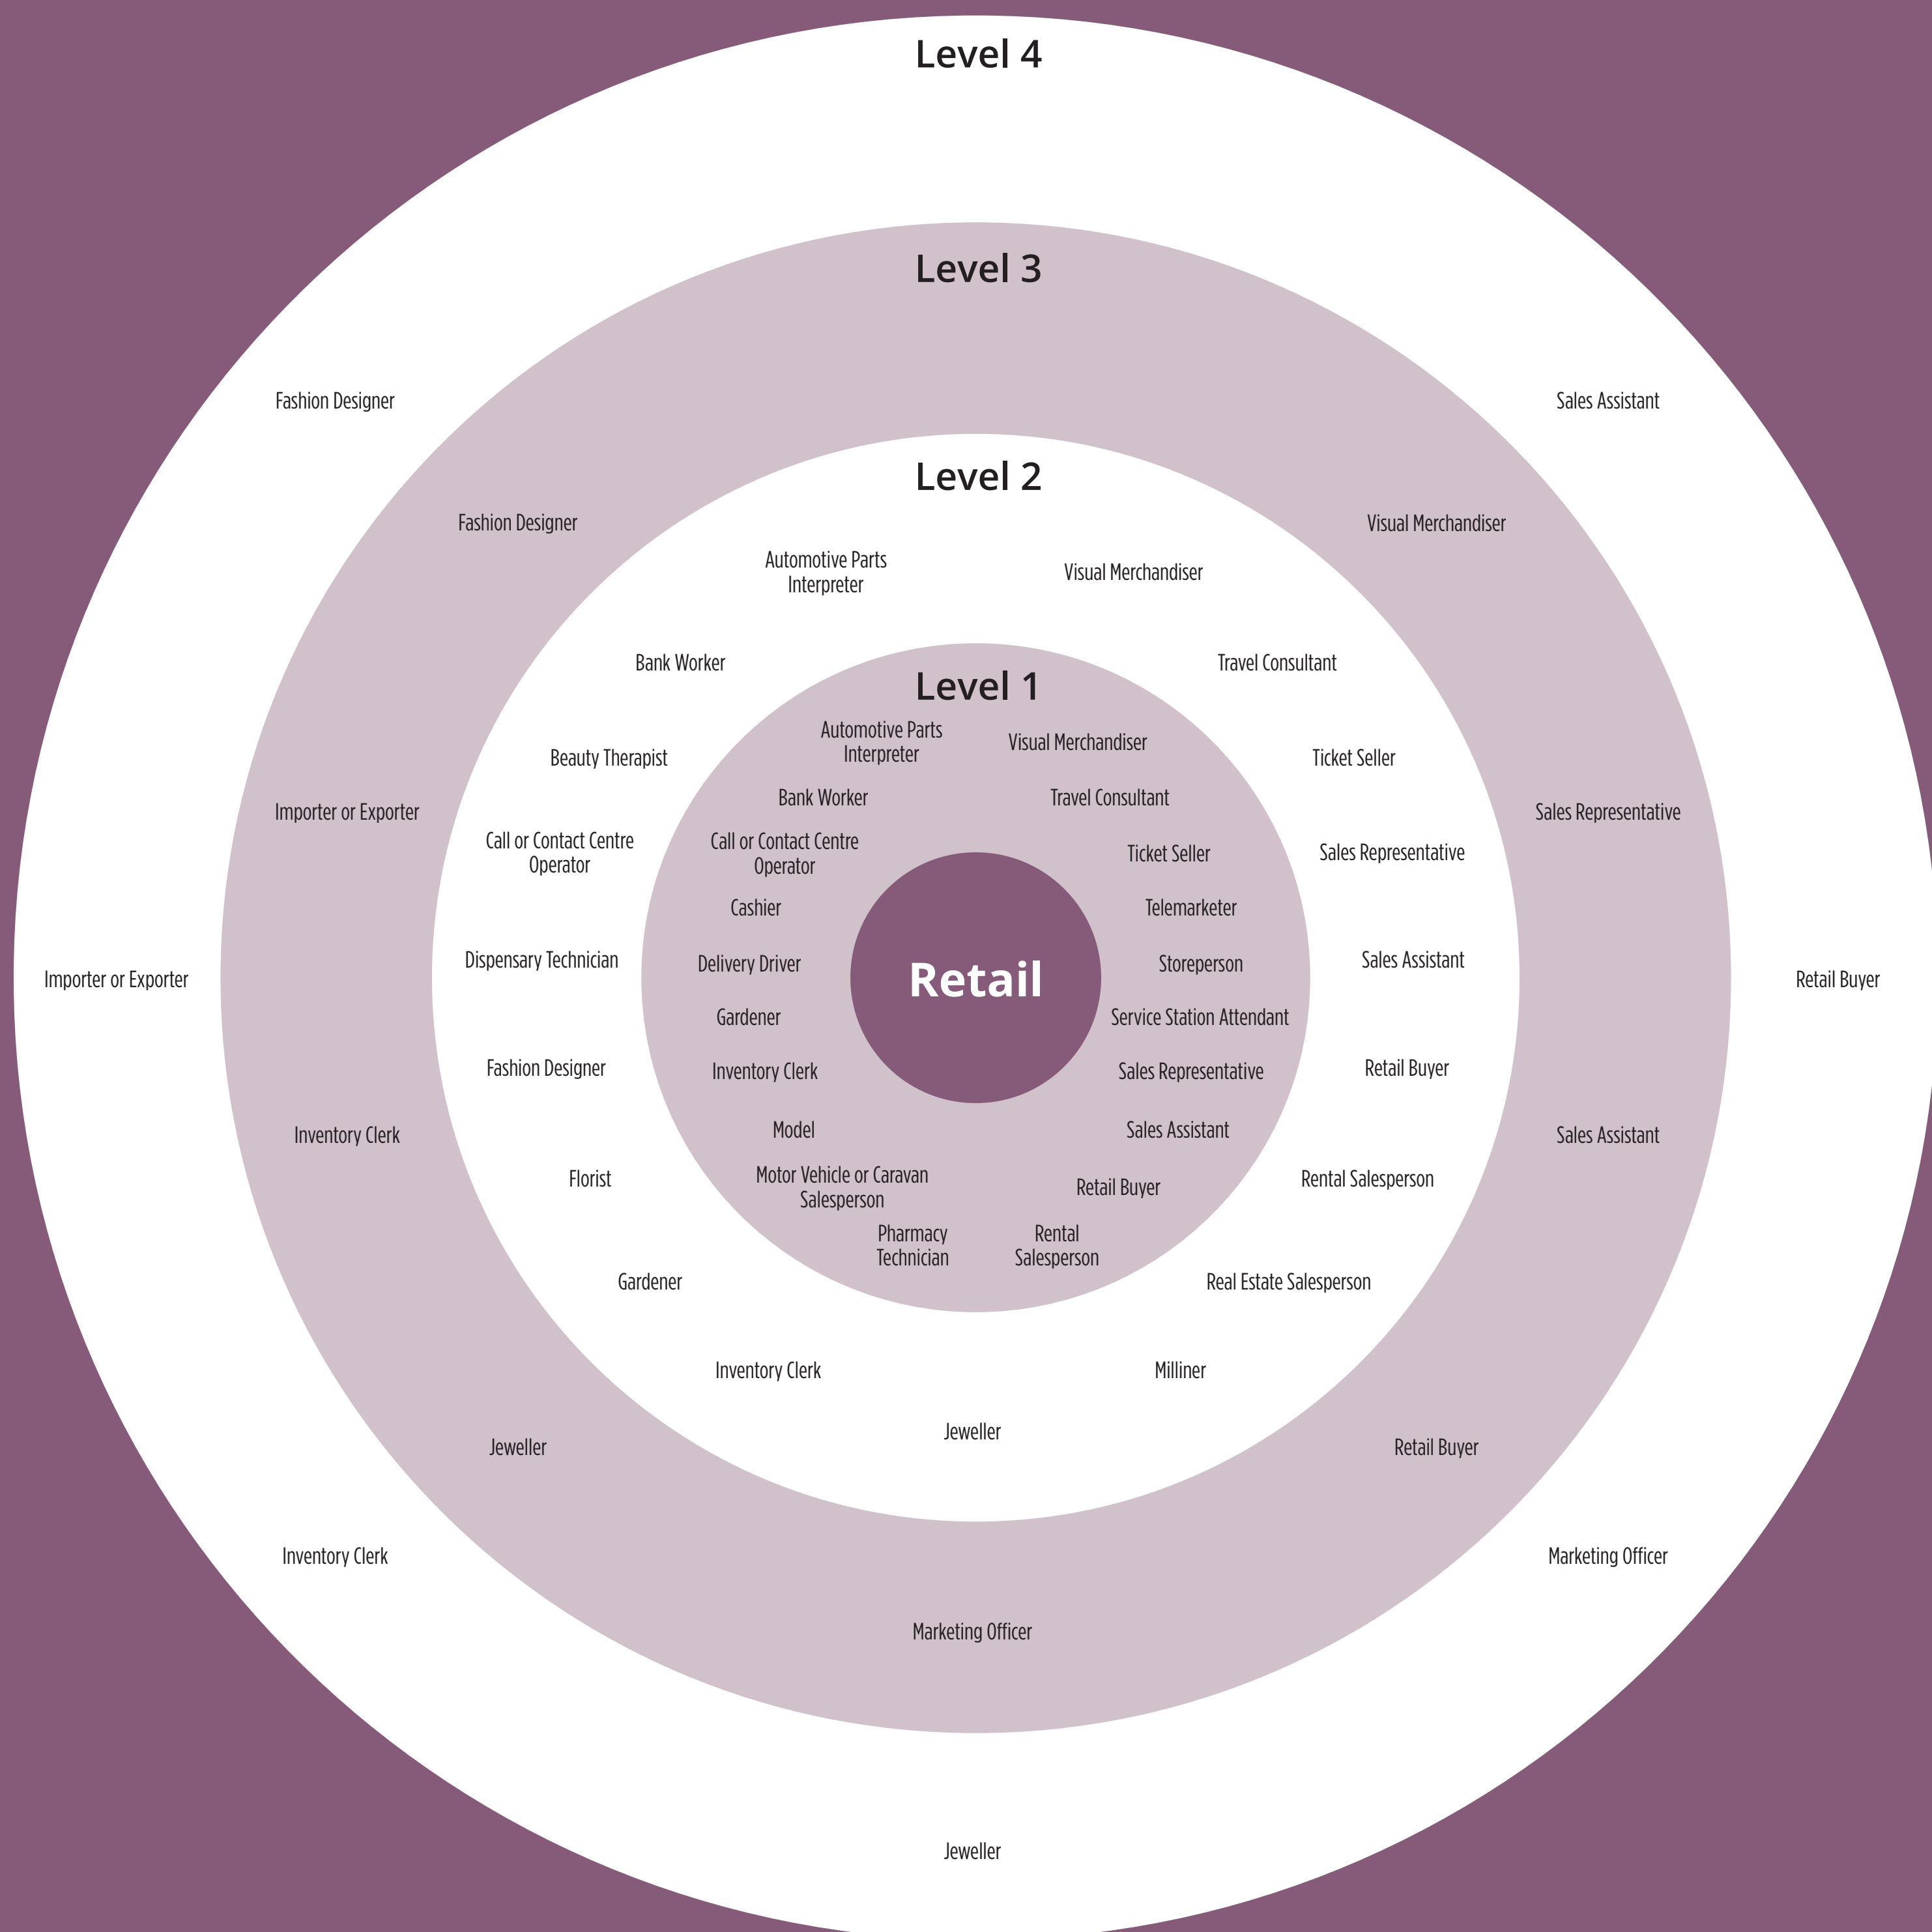 Level 4
Fashion Designer
Sales Assistant
Importer or Exporter
Retail Buyer
Inventory Clerk
Marketing Officer
Jeweller
Level 3
Fashion Designer
Visual Merchandiser
Importer or Exporter
Sales Representative
Inventory Clerk
Sales Assistant
Jeweller
Retail Buyer
Marketing Officer
Level 2
Automotive Parts
Interpreter
Visual Merchandiser
Bank Worker
Travel Consultant
Beauty Therapist
Ticket Seller
Call or Contact Centre
Operator
Sales Representative
Dispensary Technician
Sales Assistant
Fashion Designer
Retail Buyer
Florist
Rental Salesperson
Gardener
Real Estate Salesperson
Inventory Clerk
Milliner
Jeweller
Level 1
Automotive Parts
Interpreter
Visual Merchandiser
Bank Worker
Travel Consultant
Call or Contact Centre
Operator
Ticket Seller
Cashier
Telemarketer
Delivery Driver
Storeperson
Gardener
Service Station Attendant
Inventory Clerk
Sales Representative
Model
Sales Assistant
Motor Vehicle or Caravan
Salesperson
Retail Buyer
Pharmacy
Technician
Rental
Salesperson
Retail